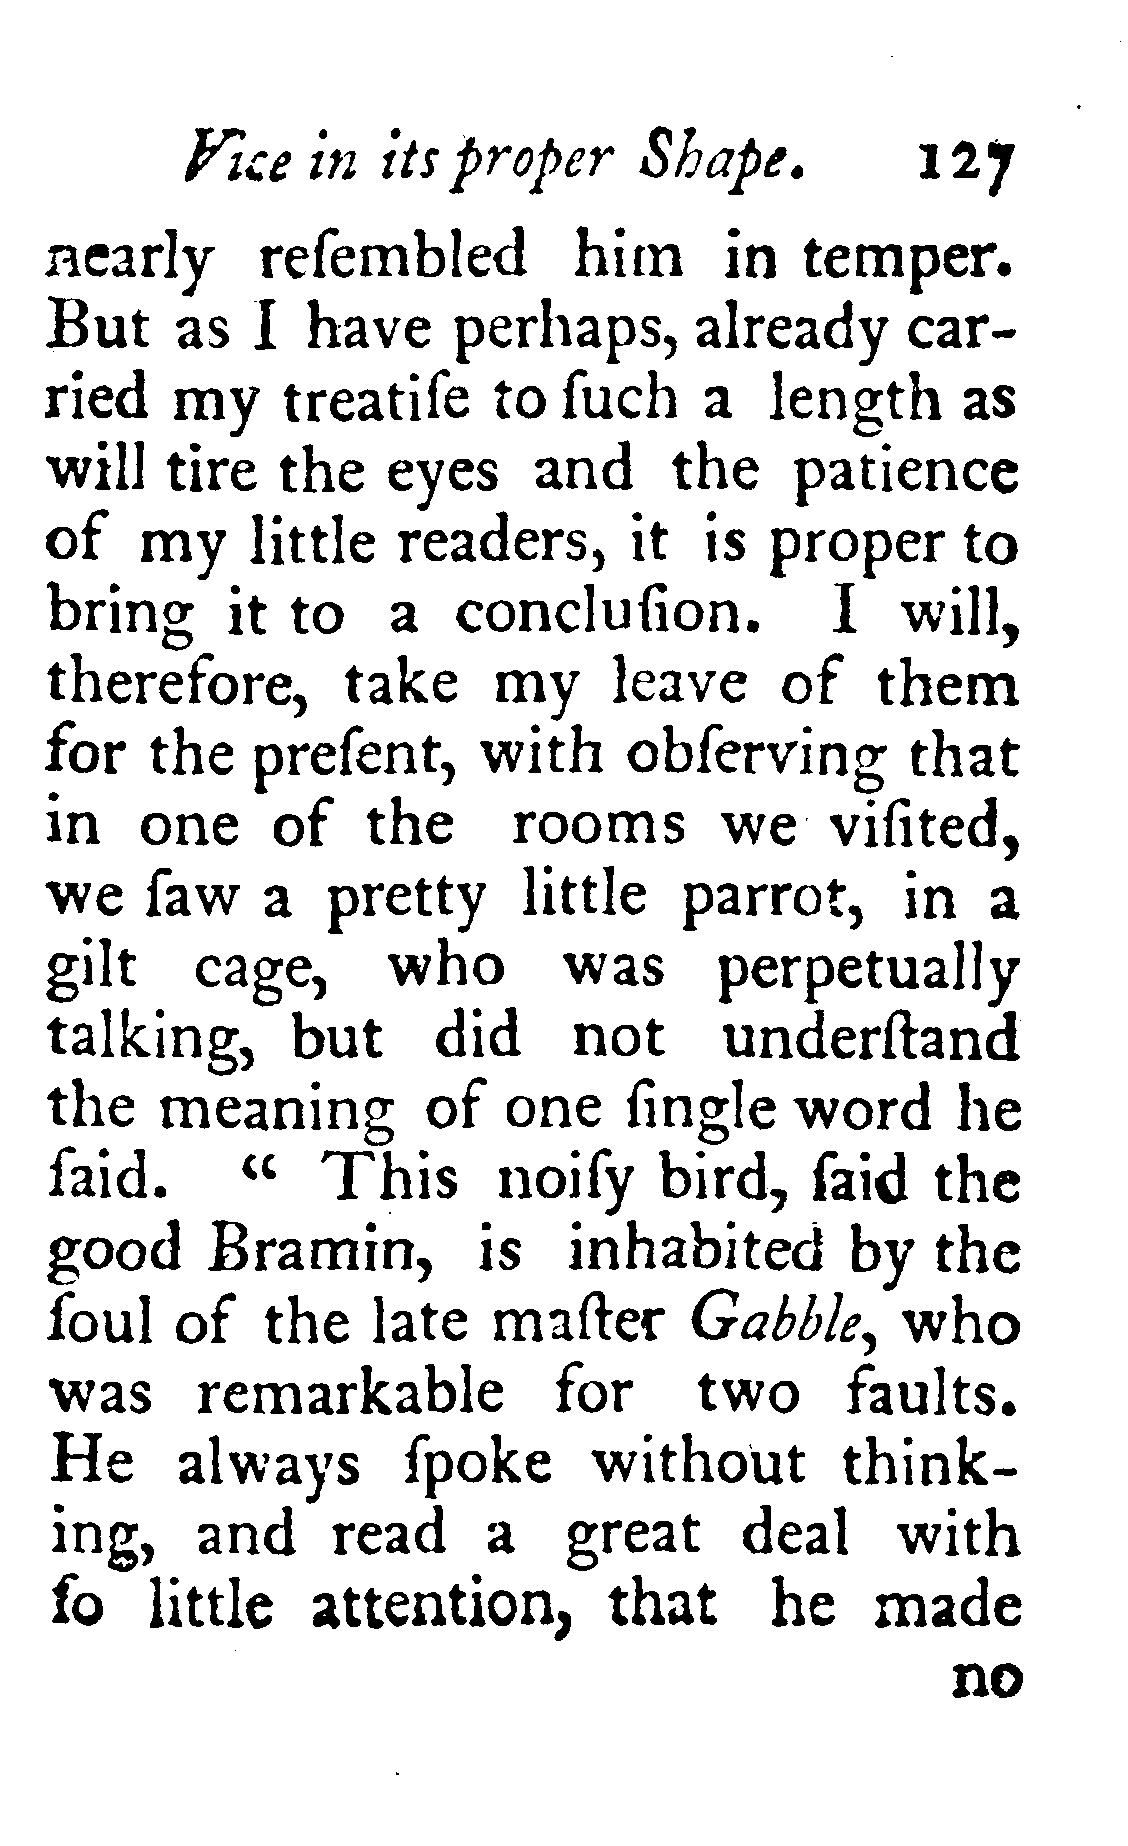 Vice in its proper Shape. 127
nearly reſembled him in temper.
But as I have perhaps, already car-
ried my treatiſe to ſuch a length as
will tire the eyes and the patience
of my little readers, it is proper to
bring it to a concluſion. I will,
therefore, take my leave of them
for the preſent, with obſerving that
in one of the rooms we viſited,
we ſaw a pretty little parrot, in a
gilt cage, who was perpetually
talking, but did not underſtand
the meaning of one ſingle word he
ſaid. “ This noiſy bird, ſaid the
good Bramin, is inhabited by the
ſoul of the late maſter Gabble, who
was remarkable for two faults.
He always ſpoke without think-
ing, and read a great deal with
ſo little attention, that he made
no